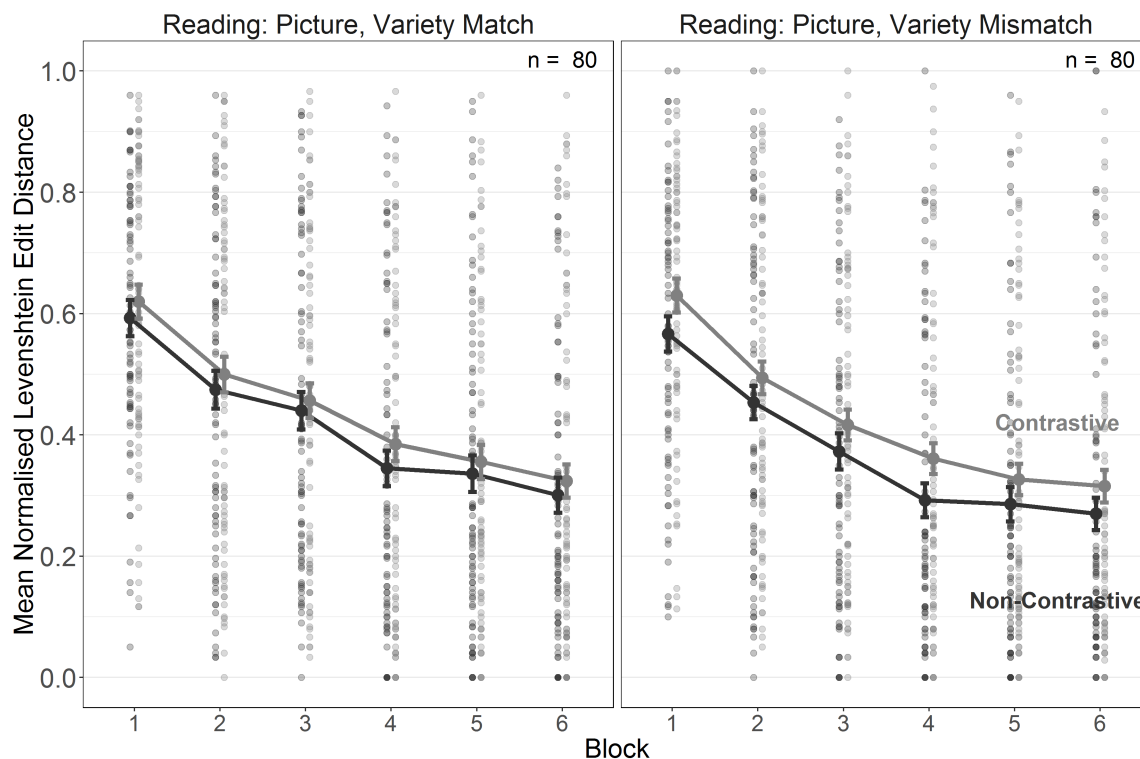 Reading: Picture, Variety Match
Reading: Picture, Variety Mismatch
n = 80
n = 80
Mean Normalised Levenshtein Edit Distance
1.0
0.8
0.6
0.4
0.2
0.0
Contrastive
Non-Contrastive
1 2 3 4 5 6
1 2 3 4 5 6
Block